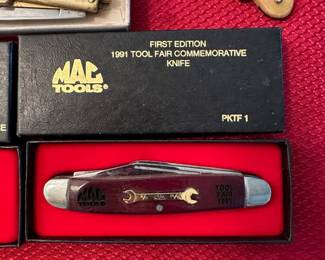 MAC
TOOLS®
FIRST EDITION
1991 TOOL FAIR COMMEMORATIVE
KNIFE
PKTF 1
MAC
TOOLS
TOOL
FAIR
1991